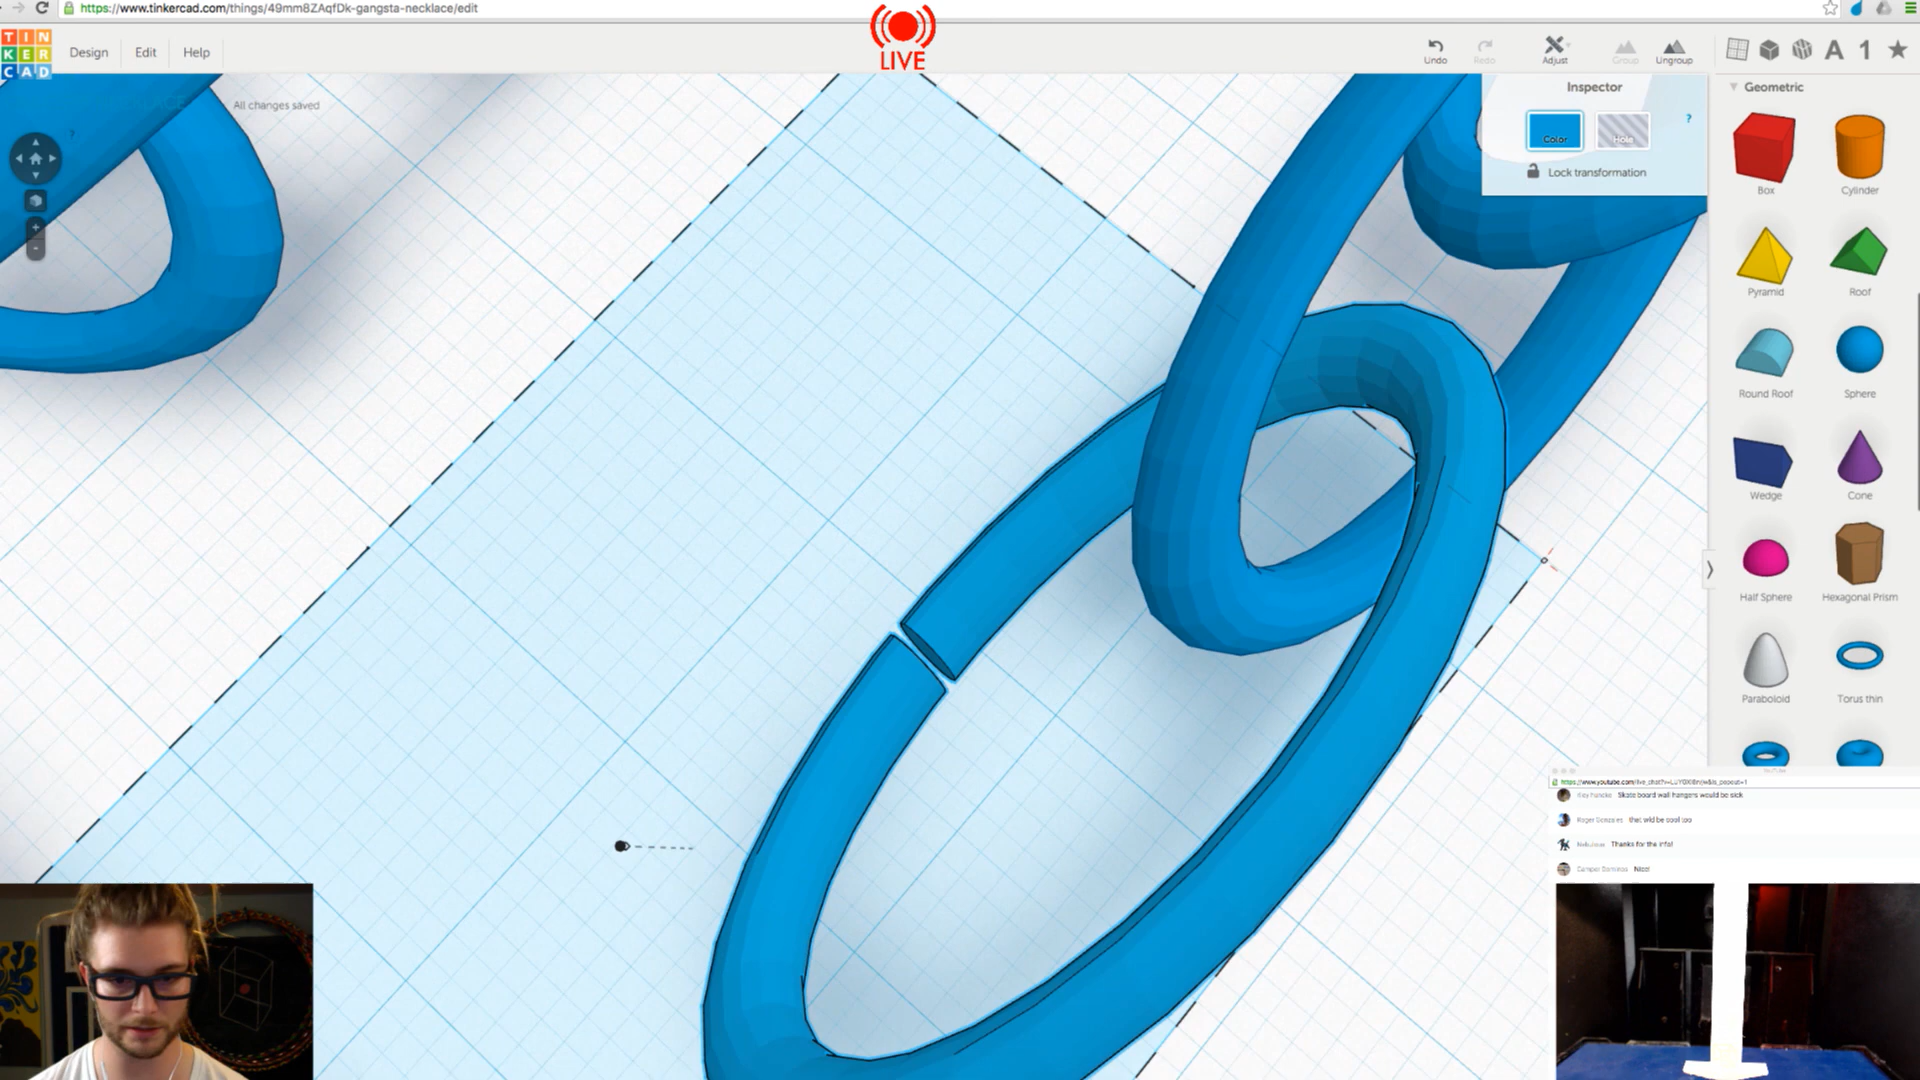 https://www.tinkercad.com/things/49mm8ZAqfDk-gangsta-necklace/edit
TIN
KER
CAD
Design
Edit
Help
LIVE
Undo
Redo
Adjust
Group
Ungroup
A
1
All changes saved
Inspector
Color
Hole
?
Lock transformation
Geometric
Box
Cylinder
Pyramid
Roof
Round Roof
Sphere
Wedge
Cone
Half Sphere
Hexagonal Prism
Paraboloid
Torus thin
Skate board wall hangers would be sick
Roger Gonzales that wld be cool too
Nebulous Thanks for the info!
Nice!